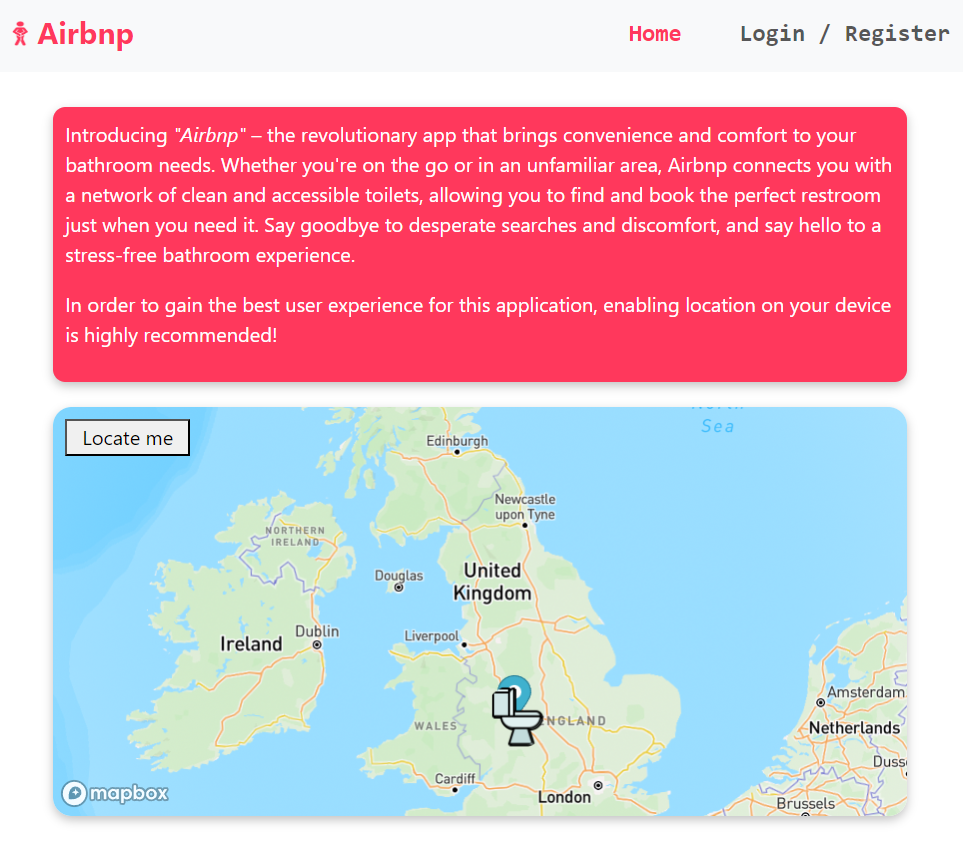 Airbnp
Home
Login / Register
Introducing "Airbnp" – the revolutionary app that brings convenience and comfort to your
bathroom needs. Whether you're on the go or in an unfamiliar area, Airbnp connects you with
a network of clean and accessible toilets, allowing you to find and book the perfect restroom
just when you need it. Say goodbye to desperate searches and discomfort, and say hello to a
stress-free bathroom experience.
In order to gain the best user experience for this application, enabling location on your device
is highly recommended!
Locate me
Sea
Edinburgh
Newcastle
upon Tyne
NORTHERN
IRELAND
Douglas
United
Kingdom
Dublin
Ireland
Liverpool
Amsterdam
WALES
NGLAND
Netherlands
Duss
Cardiff
London
Brussels
mapbox